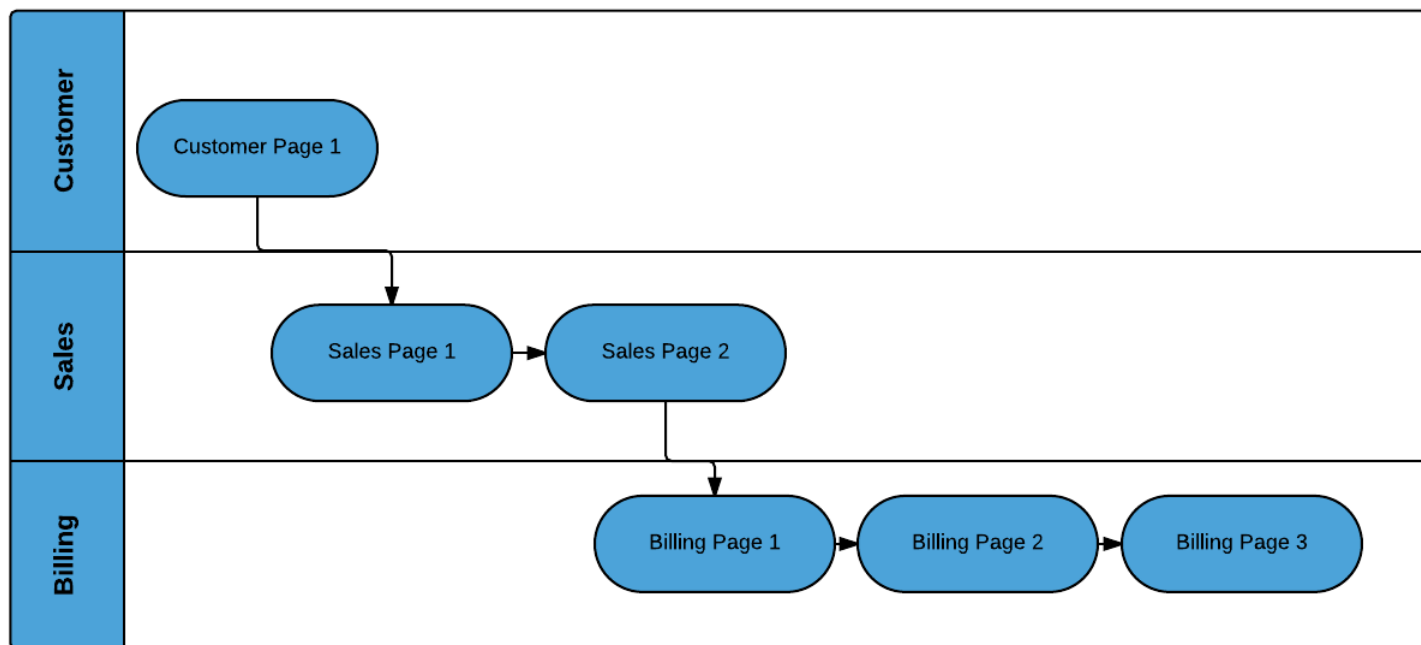 Customer
Customer Page 1
Sales
Sales Page 1
Sales Page 2
Billing
Billing Page 1
Billing Page 2
Billing Page 3